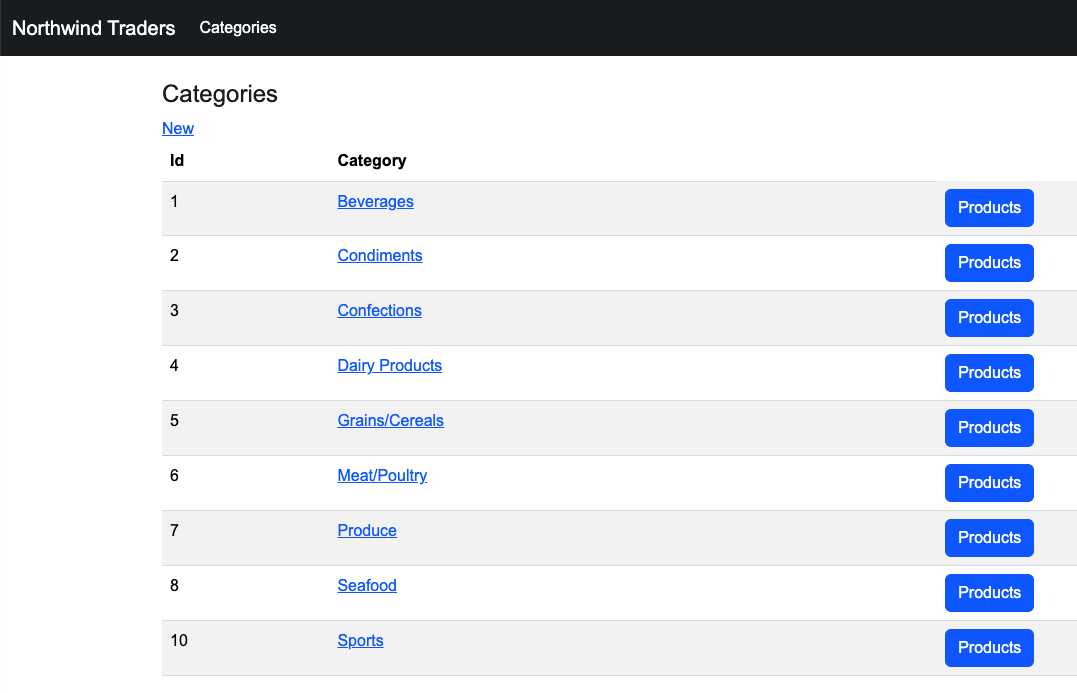 Northwind Traders Categories
Categories
New
Id Category
1 Beverages Products
2 Condiments Products
3 Confections Products
4 Dairy Products Products
5 Grains/Cereals Products
6 Meat/Poultry Products
7 Produce Products
8 Seafood Products
10 Sports Products